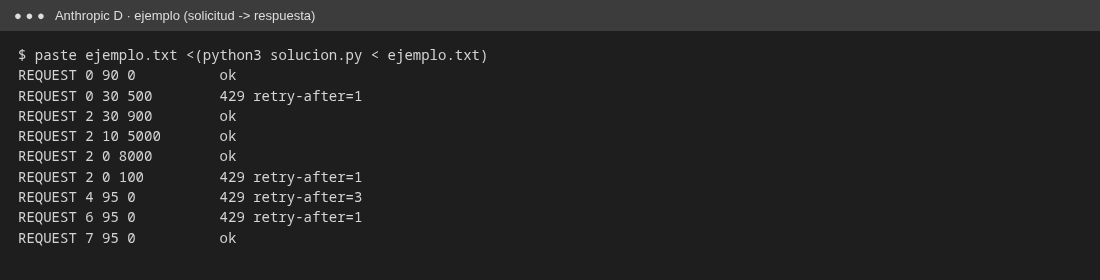 ● ● ● Anthropic D · ejemplo (solicitud -> respuesta)
$ paste ejemplo.txt <(python3 solucion.py < ejemplo.txt)
REQUEST 0 90 0 ok
REQUEST 0 30 500 429 retry-after=1
REQUEST 2 30 900 ok
REQUEST 2 10 5000 ok
REQUEST 2 0 8000 ok
REQUEST 2 0 100 429 retry-after=1
REQUEST 4 95 0 429 retry-after=3
REQUEST 6 95 0 429 retry-after=1
REQUEST 7 95 0 ok